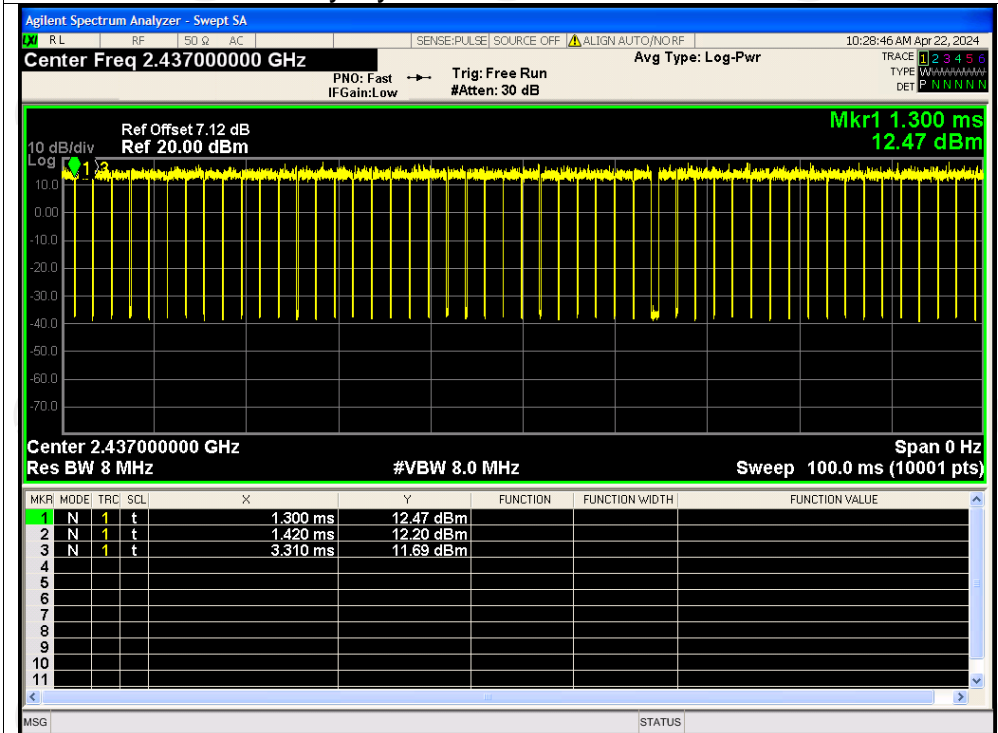 Agilent Spectrum Analyzer - Swept SA
LXI RL RF 50 Ω AC SENSE:PULSE SOURCE OFF ALIGN AUTO/NO RF 10:28:46 AM Apr 22, 2024
Center Freq 2.437000000 GHz Avg Type: Log-Pwr TRACE 1 2 3 4 5 6
PNO: Fast Trig: Free Run TYPE WWWWWW
IFGain:Low #Atten: 30 dB DET P N N N N N
Mkr1 1.300 ms
Ref Offset 7.12 dB
10 dB/div Ref 20.00 dBm 12.47 dBm
Log
1 3
10.0
0.00
-10.0
-20.0
-30.0
-40.0
-50.0
-60.0
-70.0
Center 2.437000000 GHz Span 0 Hz
Res BW 8 MHz #VBW 8.0 MHz Sweep 100.0 ms (10001 pts)
MKR MODE TRC SCL X Y FUNCTION FUNCTION WIDTH FUNCTION VALUE
1 N 1 t 1.300 ms 12.47 dBm
2 N 1 t 1.420 ms 12.20 dBm
3 N 1 t 3.310 ms 11.69 dBm
4
5
6
7
8
9
10
11
MSG STATUS